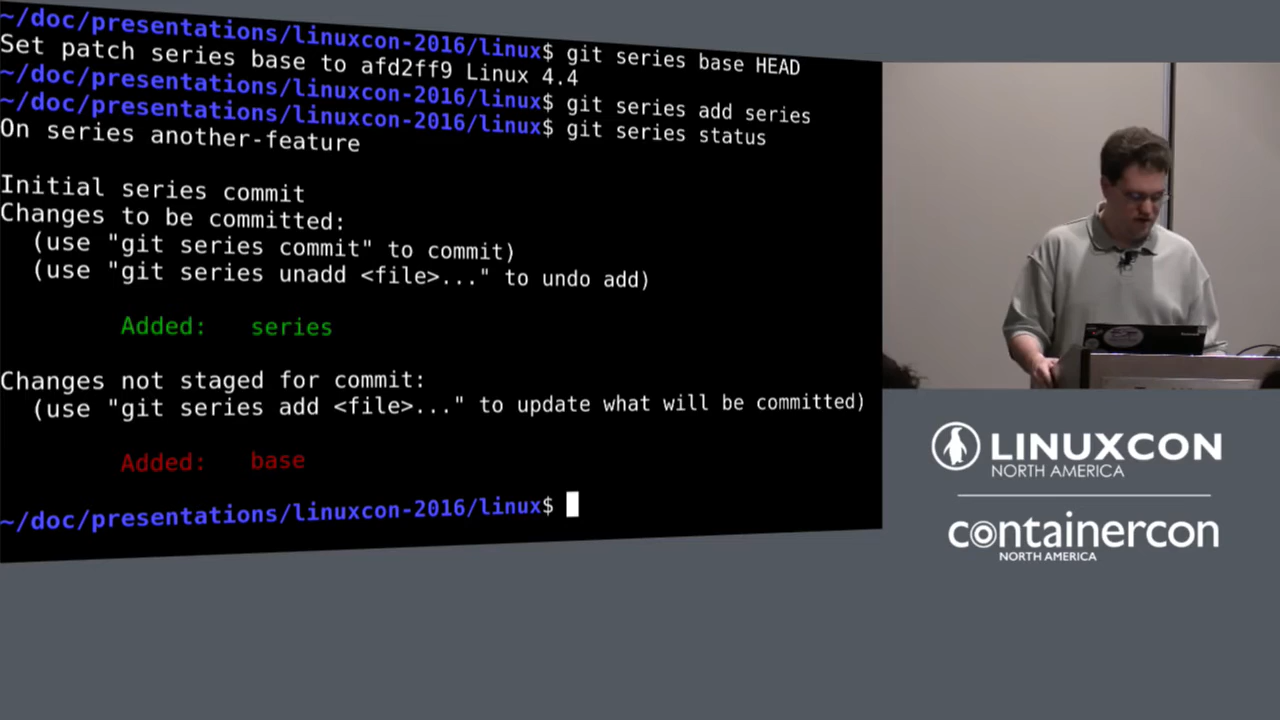 ~/doc/presentations/linuxcon-2016/linux$ git series base HEAD
Set patch series base to afd2ff9 Linux 4.4
~/doc/presentations/linuxcon-2016/linux$ git series add series
~/doc/presentations/linuxcon-2016/linux$ git series status
On series another-feature
Initial series commit
Changes to be committed:
(use "git series commit" to commit)
(use "git series unadd <file>..." to undo add)
Added: series
Changes not staged for commit:
(use "git series add <file>..." to update what will be committed)
Added: base
~/doc/presentations/linuxcon-2016/linux$
LINUXCON
NORTH AMERICA
containercon
NORTH AMERICA